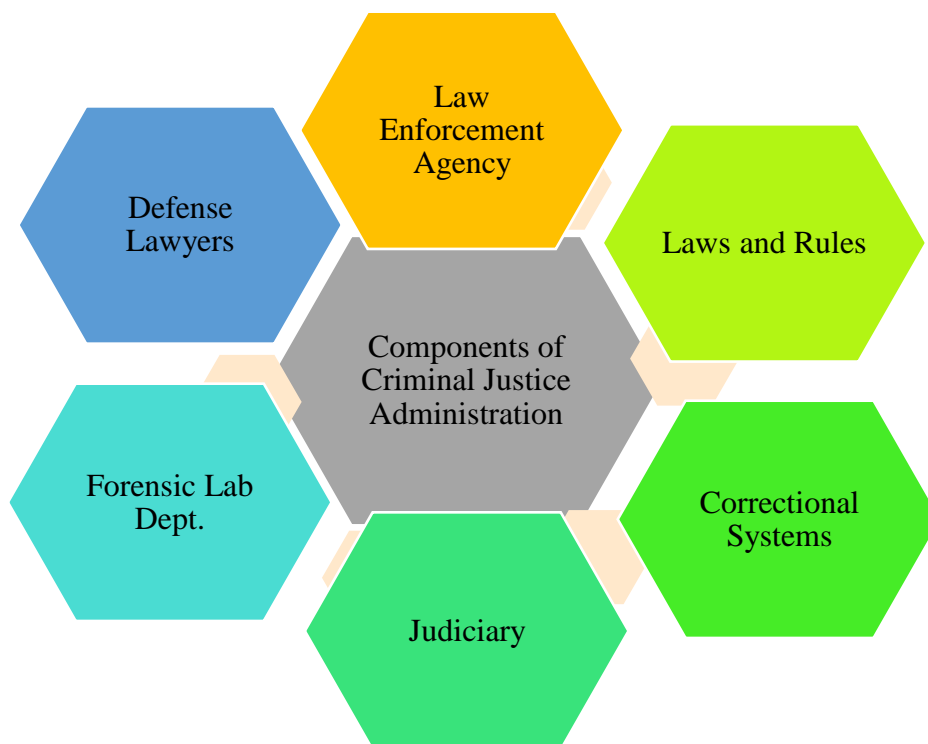 Law
Enforcement
Agency
Defense
Lawyers
Laws and Rules
Components of
Criminal Justice
Administration
Forensic Lab
Dept.
Correctional
Systems
Judiciary